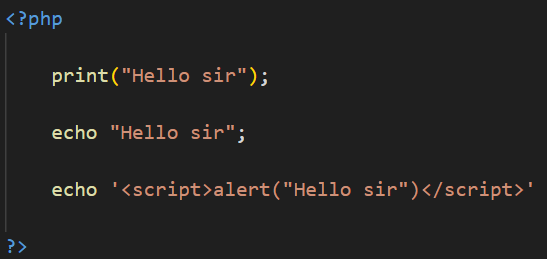 <?php
print("Hello sir");
echo "Hello sir";
echo '<script>alert("Hello sir")</script>'
?>